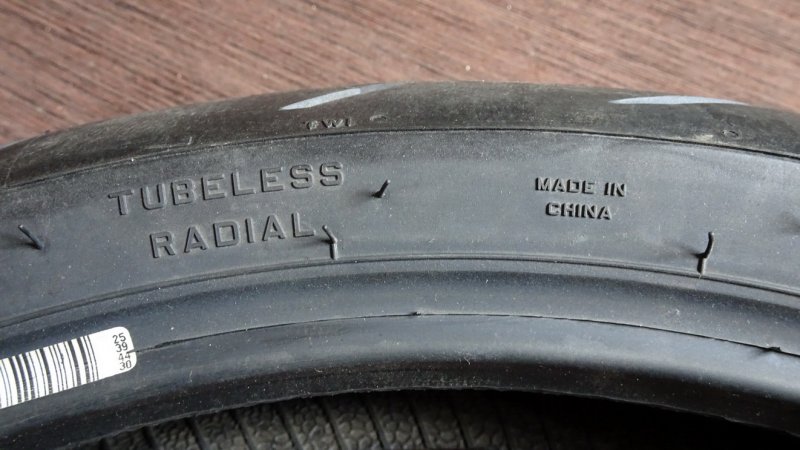 TWI
TUBELESS
RADIAL
MADE IN
CHINA
25
39
44
30